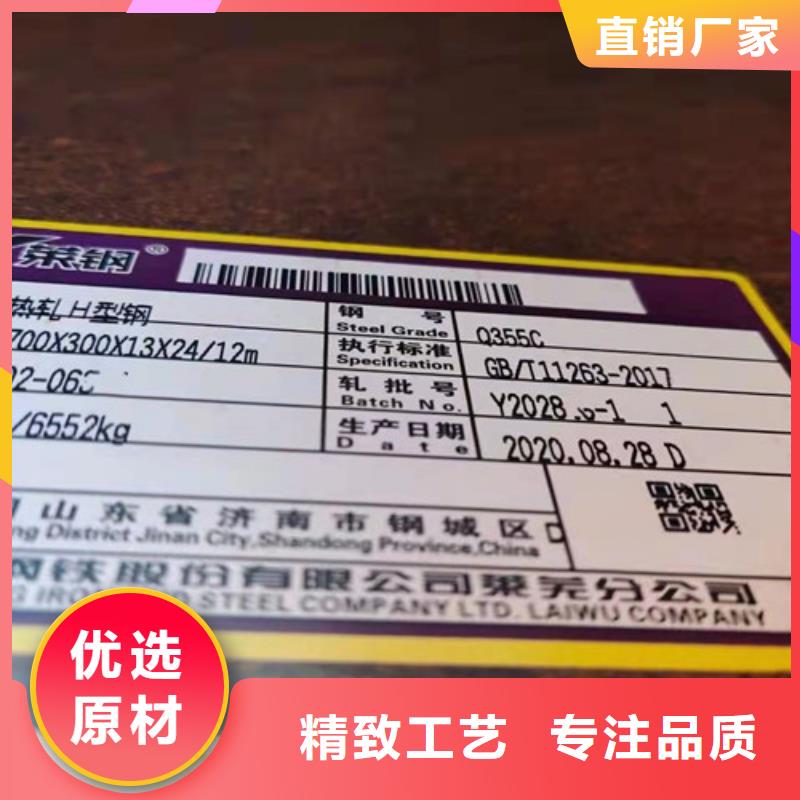 直销厂家
莱钢®
热轧H型钢
钢号
Steel Grade
Q355C
700X300X13X24/12m
执行标准
Specification
GB/T11263-2017
轧批号
Batch No.
/6552kg
生产日期
Date
2020.08.28 D
山东省济南市钢城区
District Jinan City,Shandong Province,China
钢铁股份有限公司莱芜分公司
STEEL COMPANY LTD. LAIWU COMPANY
优选
原材
精致工艺 专注品质